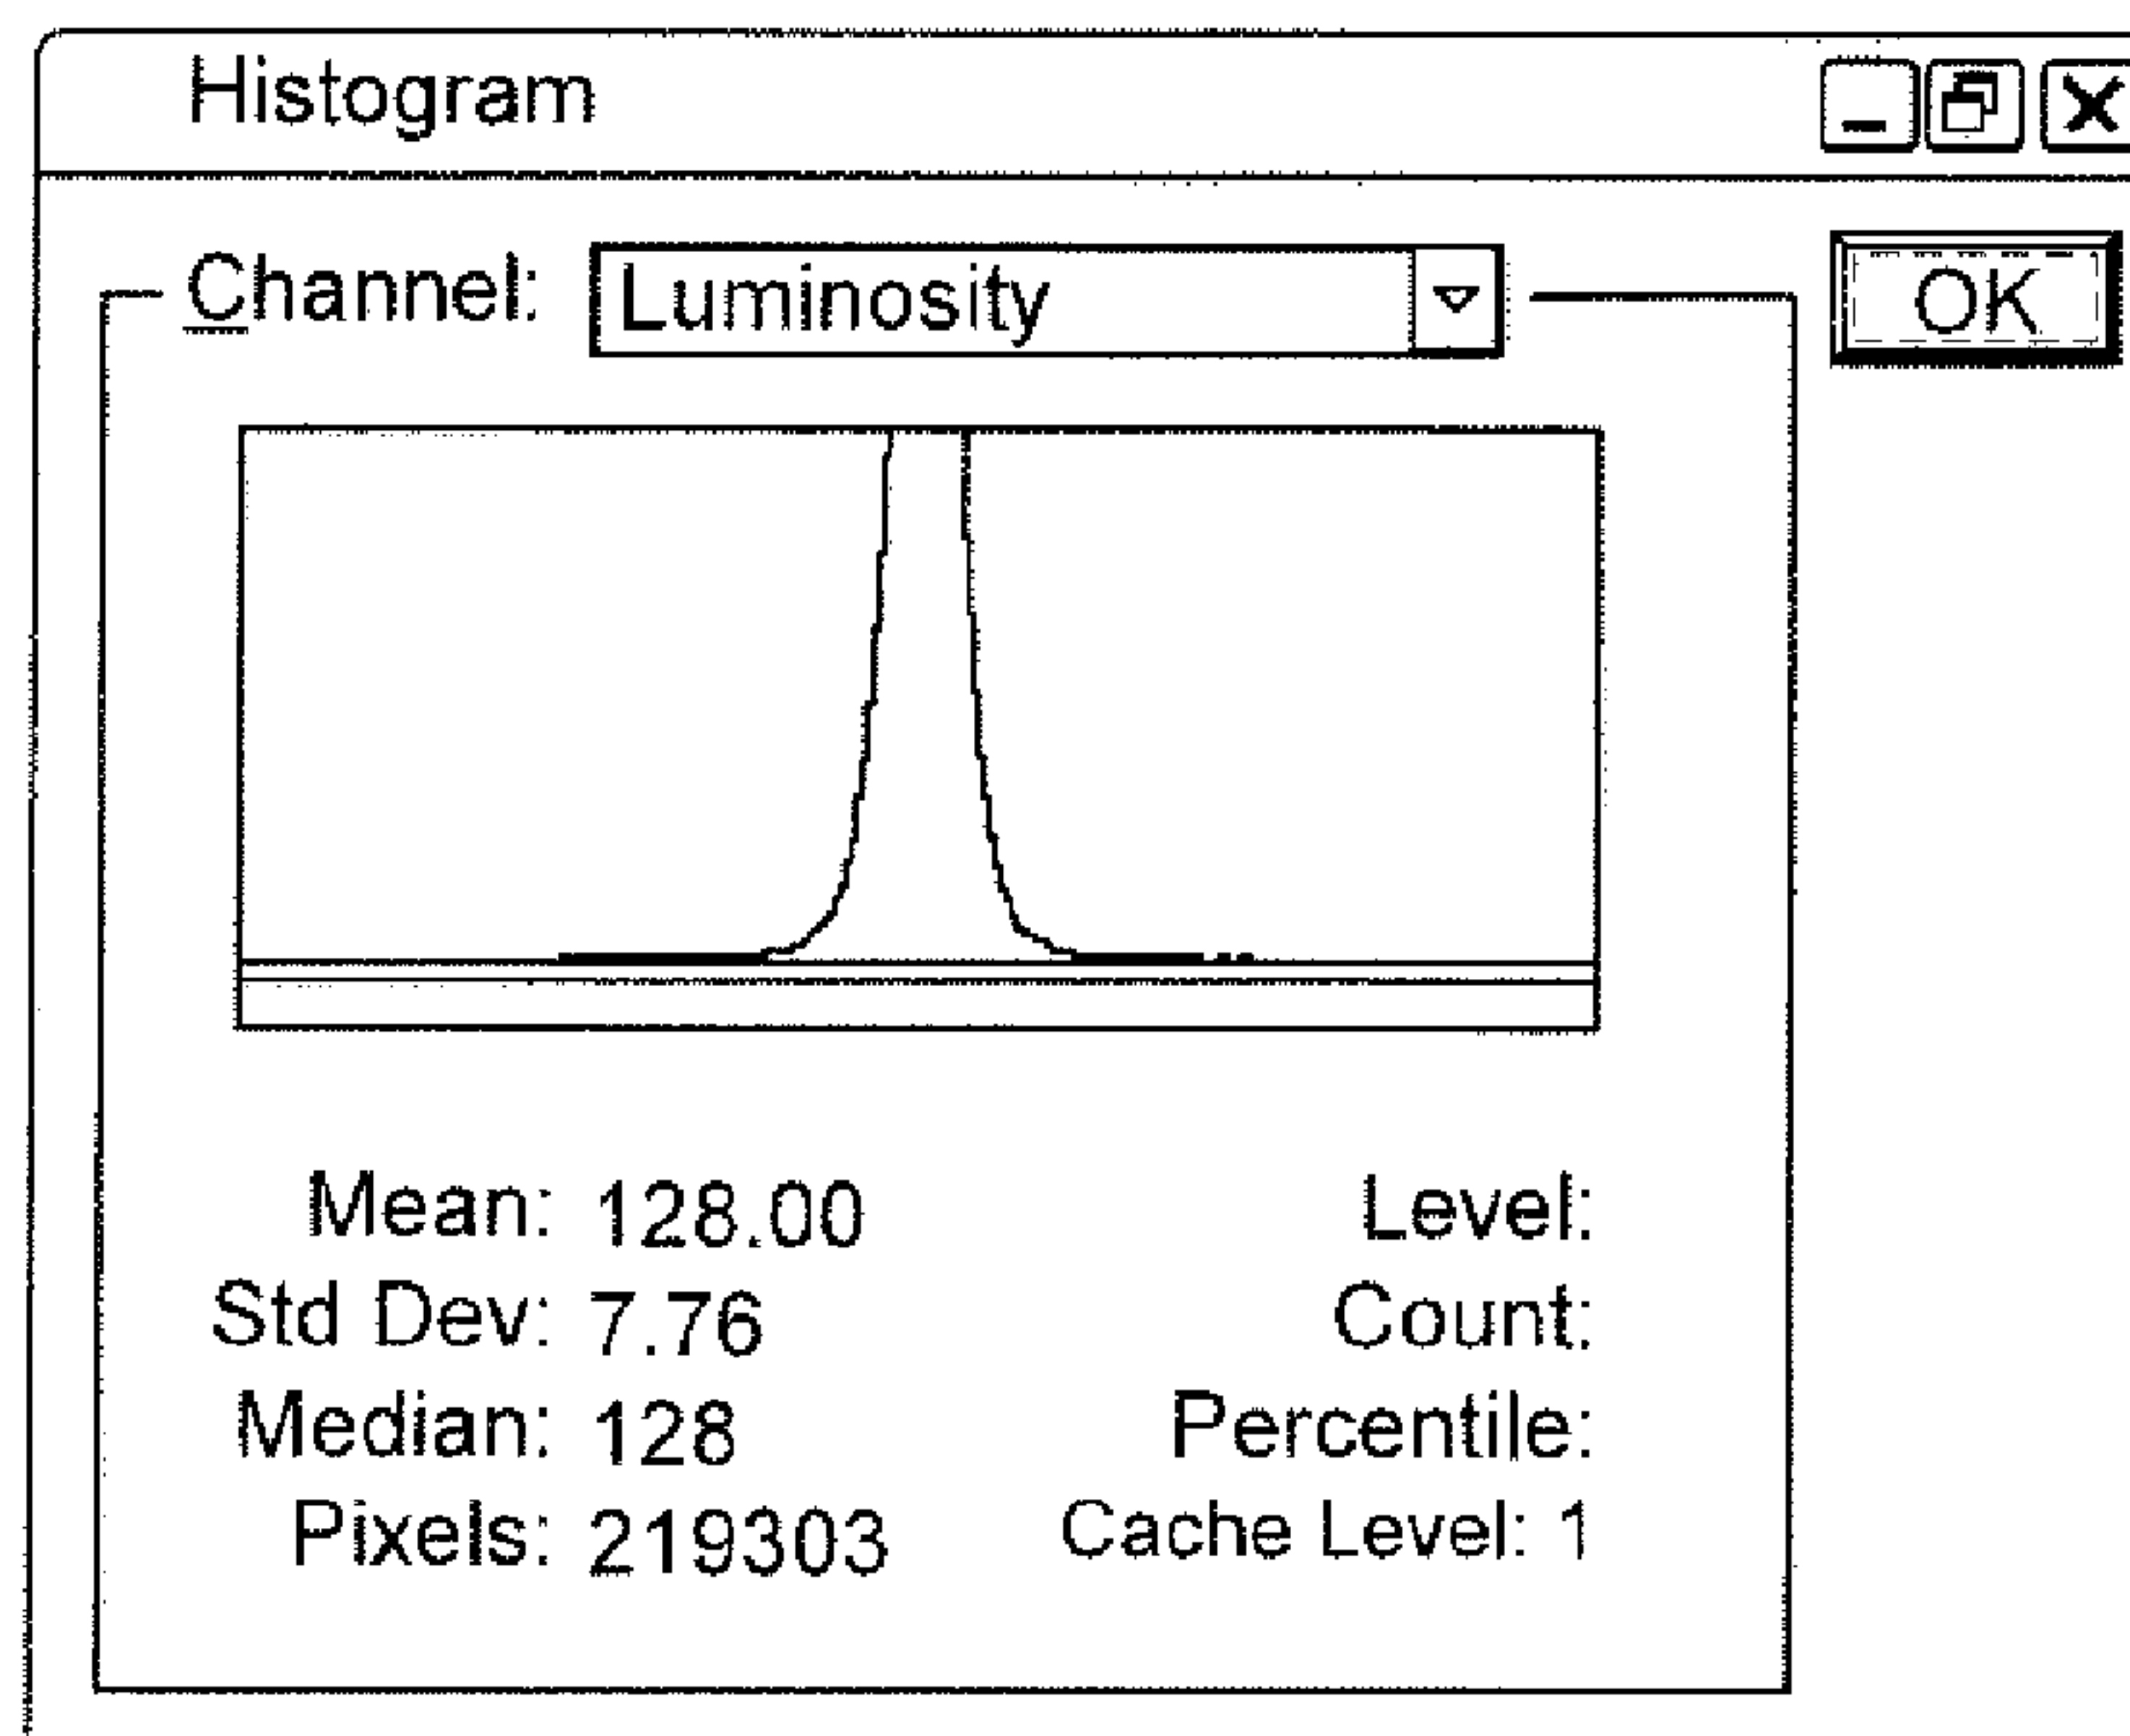 Histogram
Channel: Luminosity
OK
Mean: 128.00 Level:
Std Dev: 7.76 Count:
Median: 128 Percentile:
Pixels: 219303 Cache Level: 1